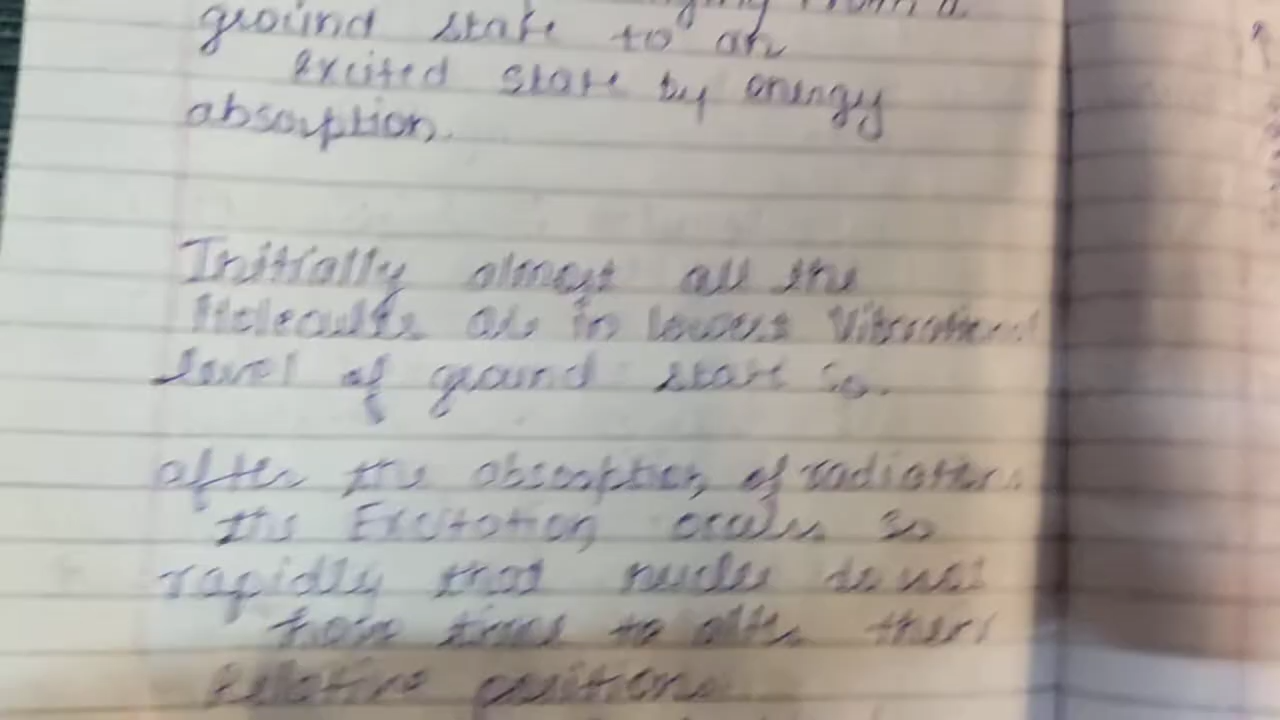 from a
ground state to an
excited state by energy
absorption.
Initially almost all the
Molecules are in lowest Vibrational
level of ground state so.
after the absorption of radiation.
the Excitation occurs so
rapidly that nuclei do not
have time to alter their
Relative positions